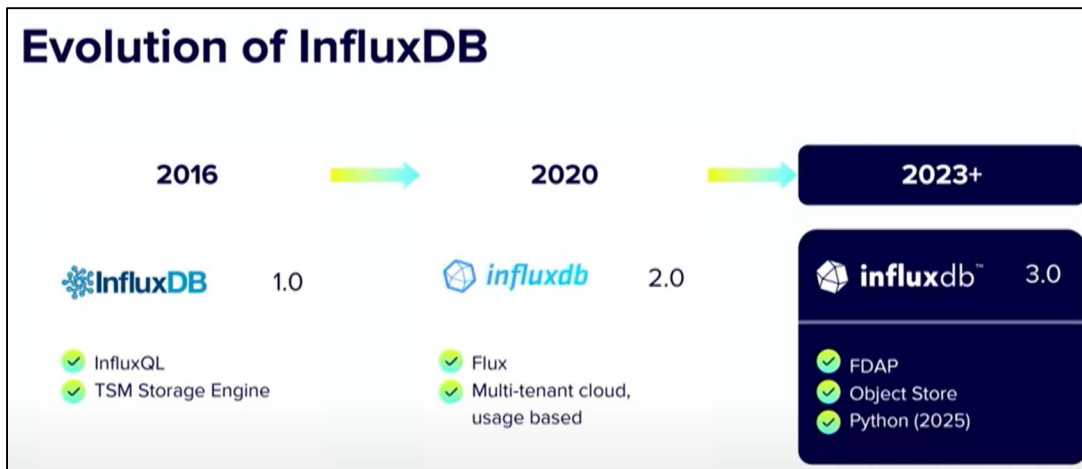 Evolution of InfluxDB
2016
2020
2023+
InfluxDB 1.0
influxdb 2.0
influxdb™ 3.0
InfluxQL
TSM Storage Engine
Flux
Multi-tenant cloud,
usage based
FDAP
Object Store
Python (2025)